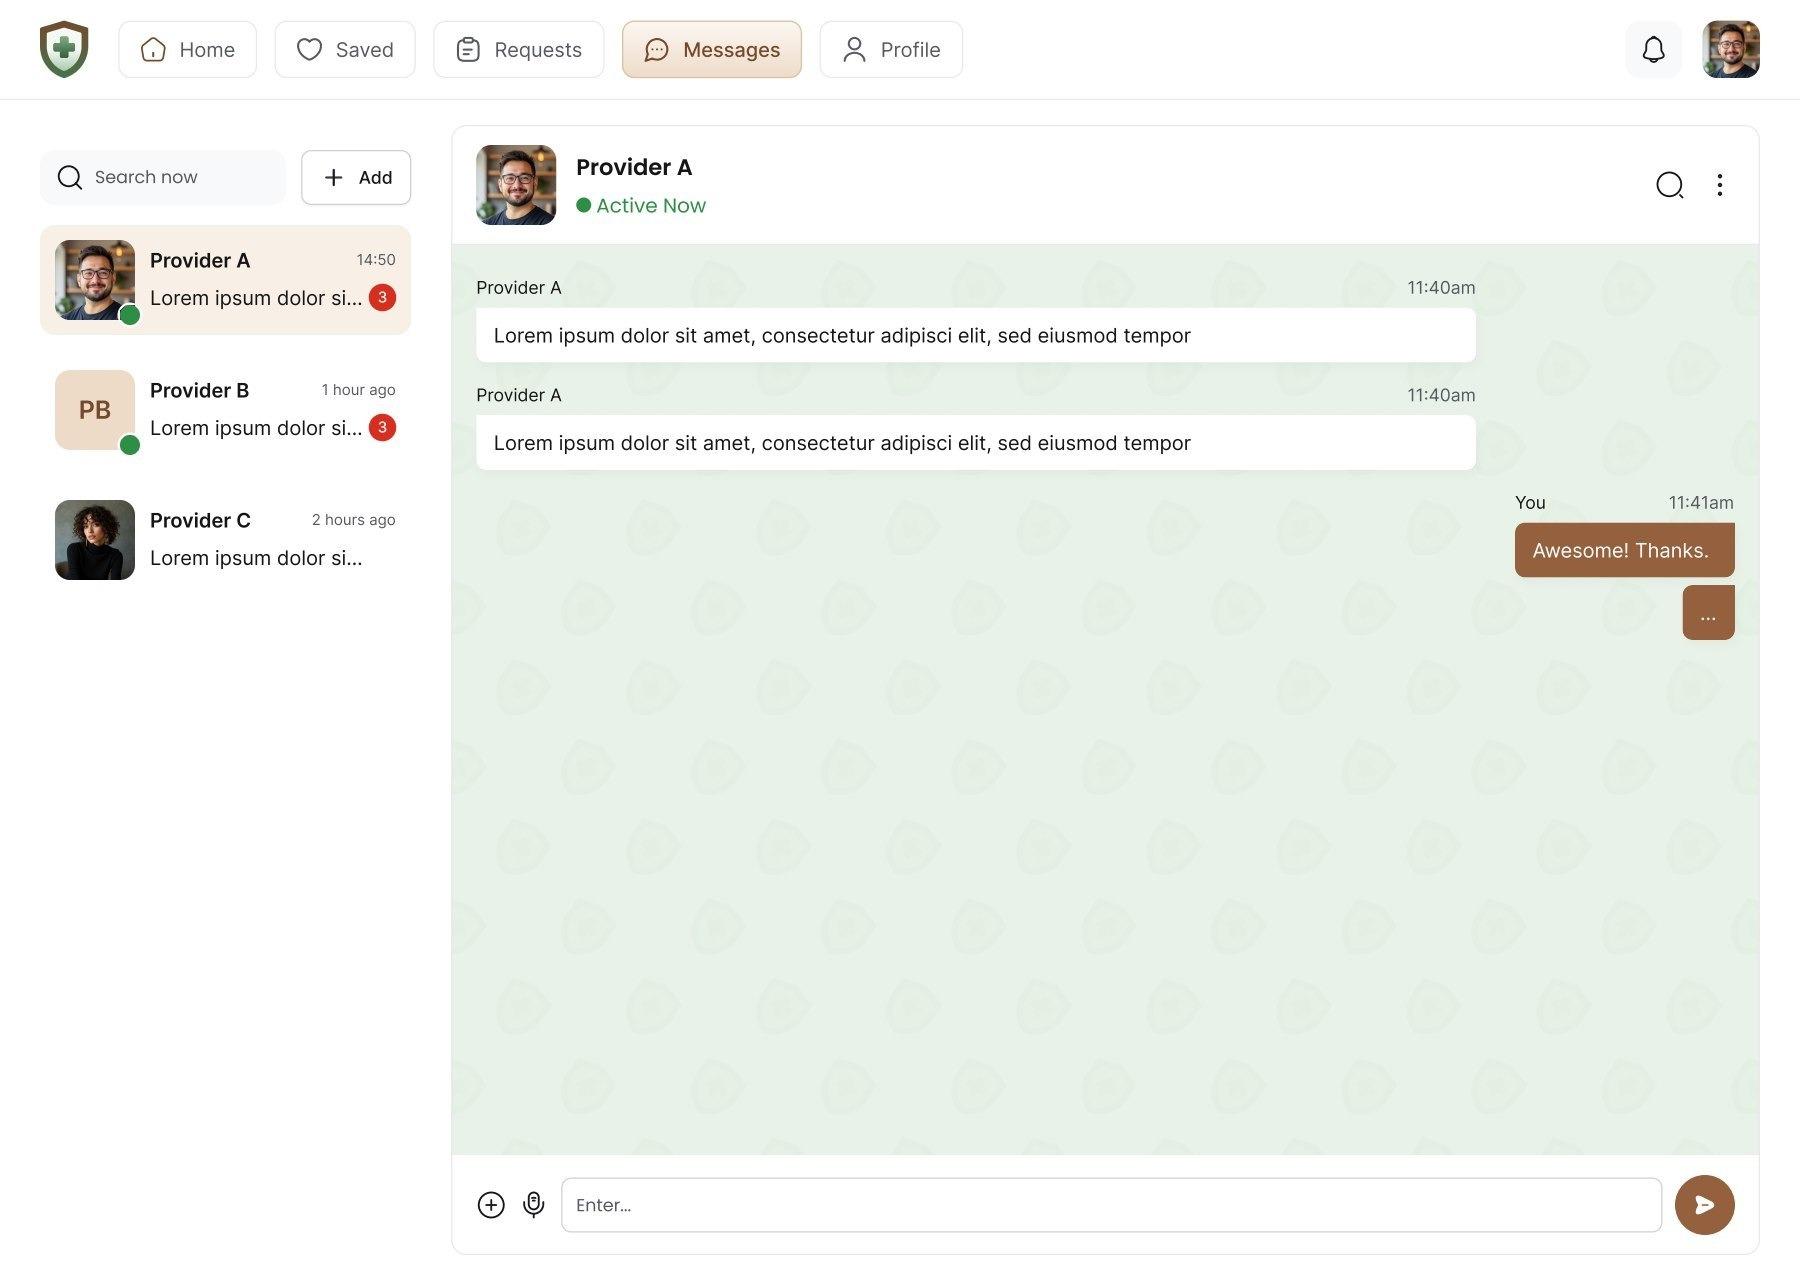 Home
Saved
Requests
Messages
Profile
Search now
Add
Provider A
14:50
Lorem ipsum dolor si...
3
PB
Provider B
1 hour ago
Lorem ipsum dolor si...
3
Provider C
2 hours ago
Lorem ipsum dolor si...
Provider A
Active Now
Provider A
11:40am
Lorem ipsum dolor sit amet, consectetur adipisci elit, sed eiusmod tempor
Provider A
11:40am
Lorem ipsum dolor sit amet, consectetur adipisci elit, sed eiusmod tempor
You
11:41am
Awesome! Thanks.
...
Enter...